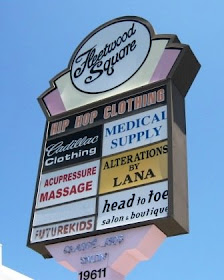 Fleetwood
Square
HIP HOP CLOTHING
Cadillac
Clothing
MEDICAL
SUPPLY
ACUPRESSURE
MASSAGE
ALTERATIONS
BY
LANA
FUTUREKIDS
head to toe
salon & boutique
19611